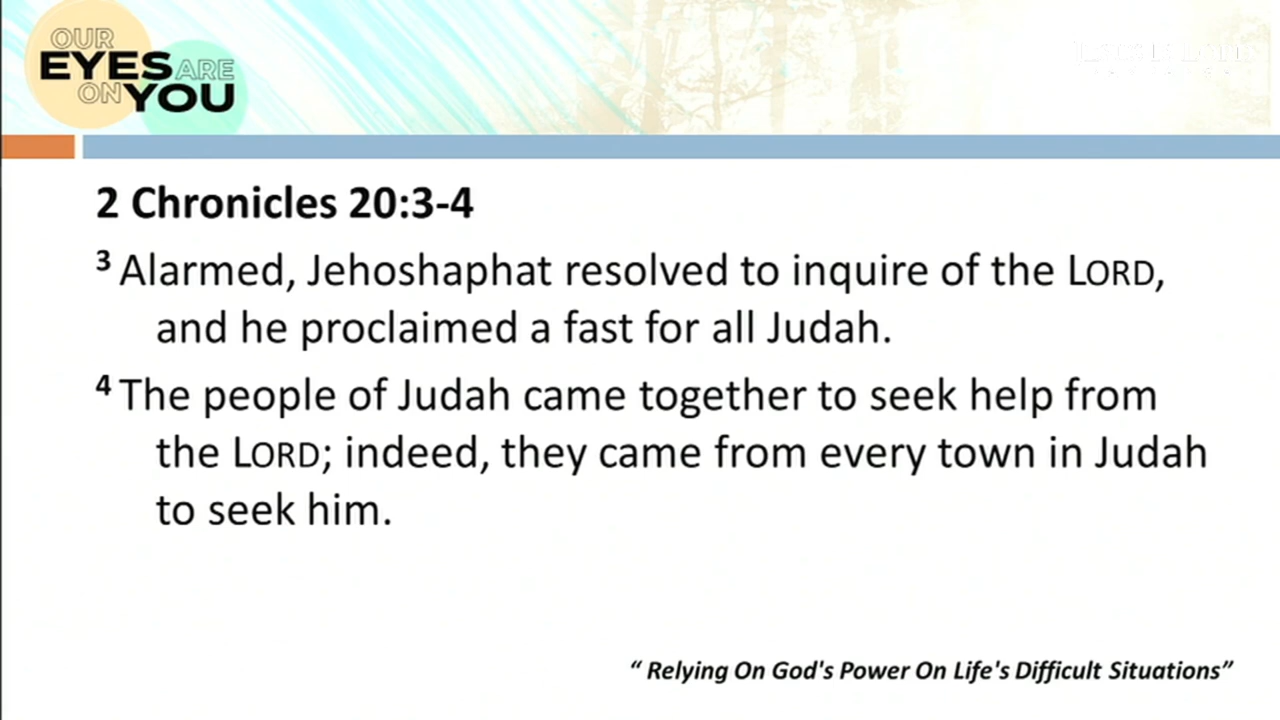 OUR
EYES ARE
ON YOU
2 Chronicles 20:3-4
³ Alarmed, Jehoshaphat resolved to inquire of the LORD,
and he proclaimed a fast for all Judah.
⁴ The people of Judah came together to seek help from
the LORD; indeed, they came from every town in Judah
to seek him.
“ Relying On God's Power On Life's Difficult Situations”